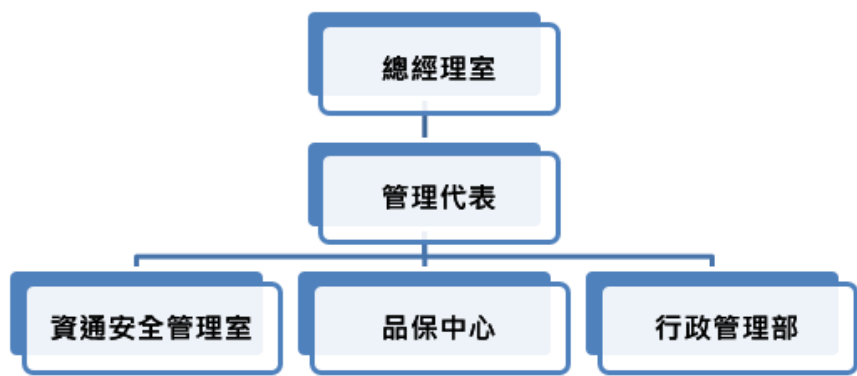 總經理室
管理代表
資通安全管理室
品保中心
行政管理部